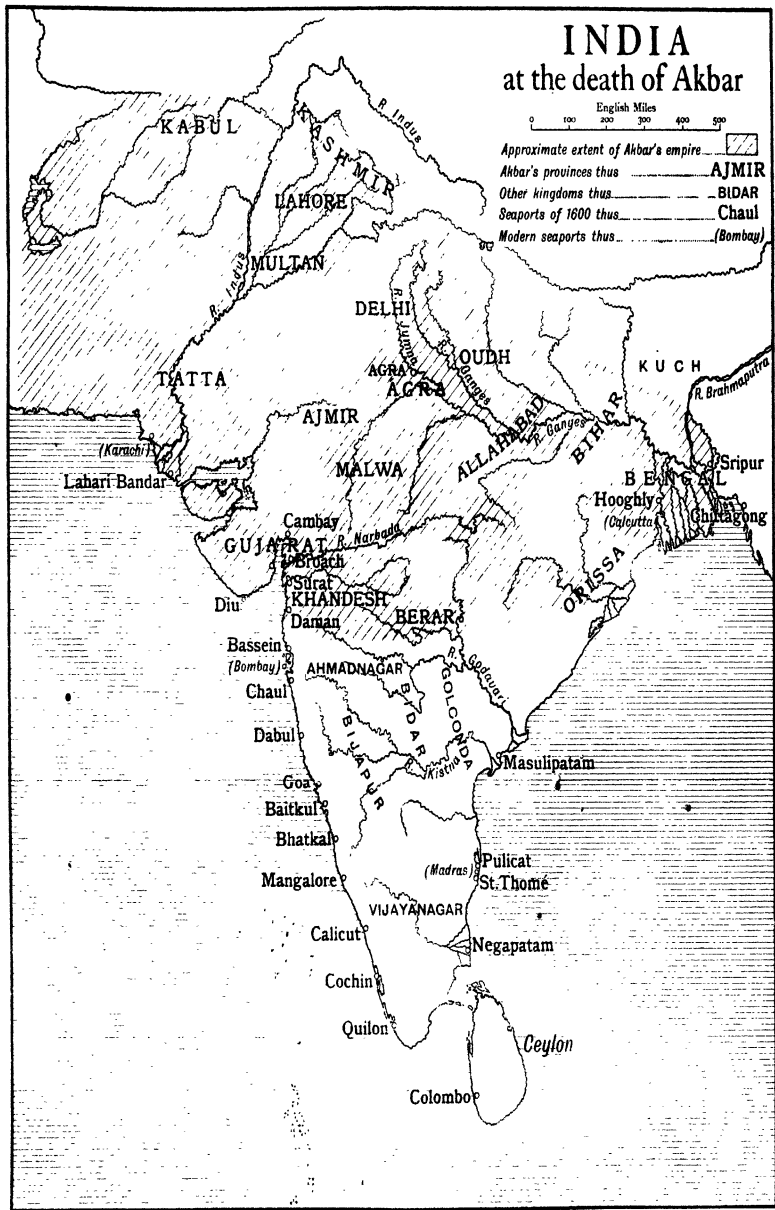 INDIA
at the death of Akbar
English Miles
0 100 200 300 400 500
Approximate extent of Akbar's empire
Akbar's provinces thus AJMIR
Other kingdoms thus BIDAR
Seaports of 1600 thus Chaul
Modern seaports thus (Bombay)
R. Indus
KABUL
KASHMIR
LAHORE
MULTAN
R. Indus
DELHI
R. Jumna
OUDH
KUCH
R. Brahmaputra
TATTA
AGRA
AGRA
Ganges
AJMIR
ALLAHABAD
R. Ganges
BIHAR
(Karachi)
Lahari Bandar
MALWA
Sripur
BENGAL
Hooghly
(Calcutta)
Chittagong
Cambay
GUJARAT
R. Narbada
Broach
Surat
ORISSA
Diu
KHANDESH
Daman
BERAR
Bassein
(Bombay)
AHMADNAGAR
R. Godavari
Chaul
BIDAR
GOLCONDA
BIJAPUR
Dabul
R. Kistna
Masulipatam
Goa
Baitkul
Bhatkal
Pulicat
(Madras)
St. Thomé
Mangalore
VIJAYANAGAR
Calicut
Negapatam
Cochin
Quilon
Ceylon
Colombo